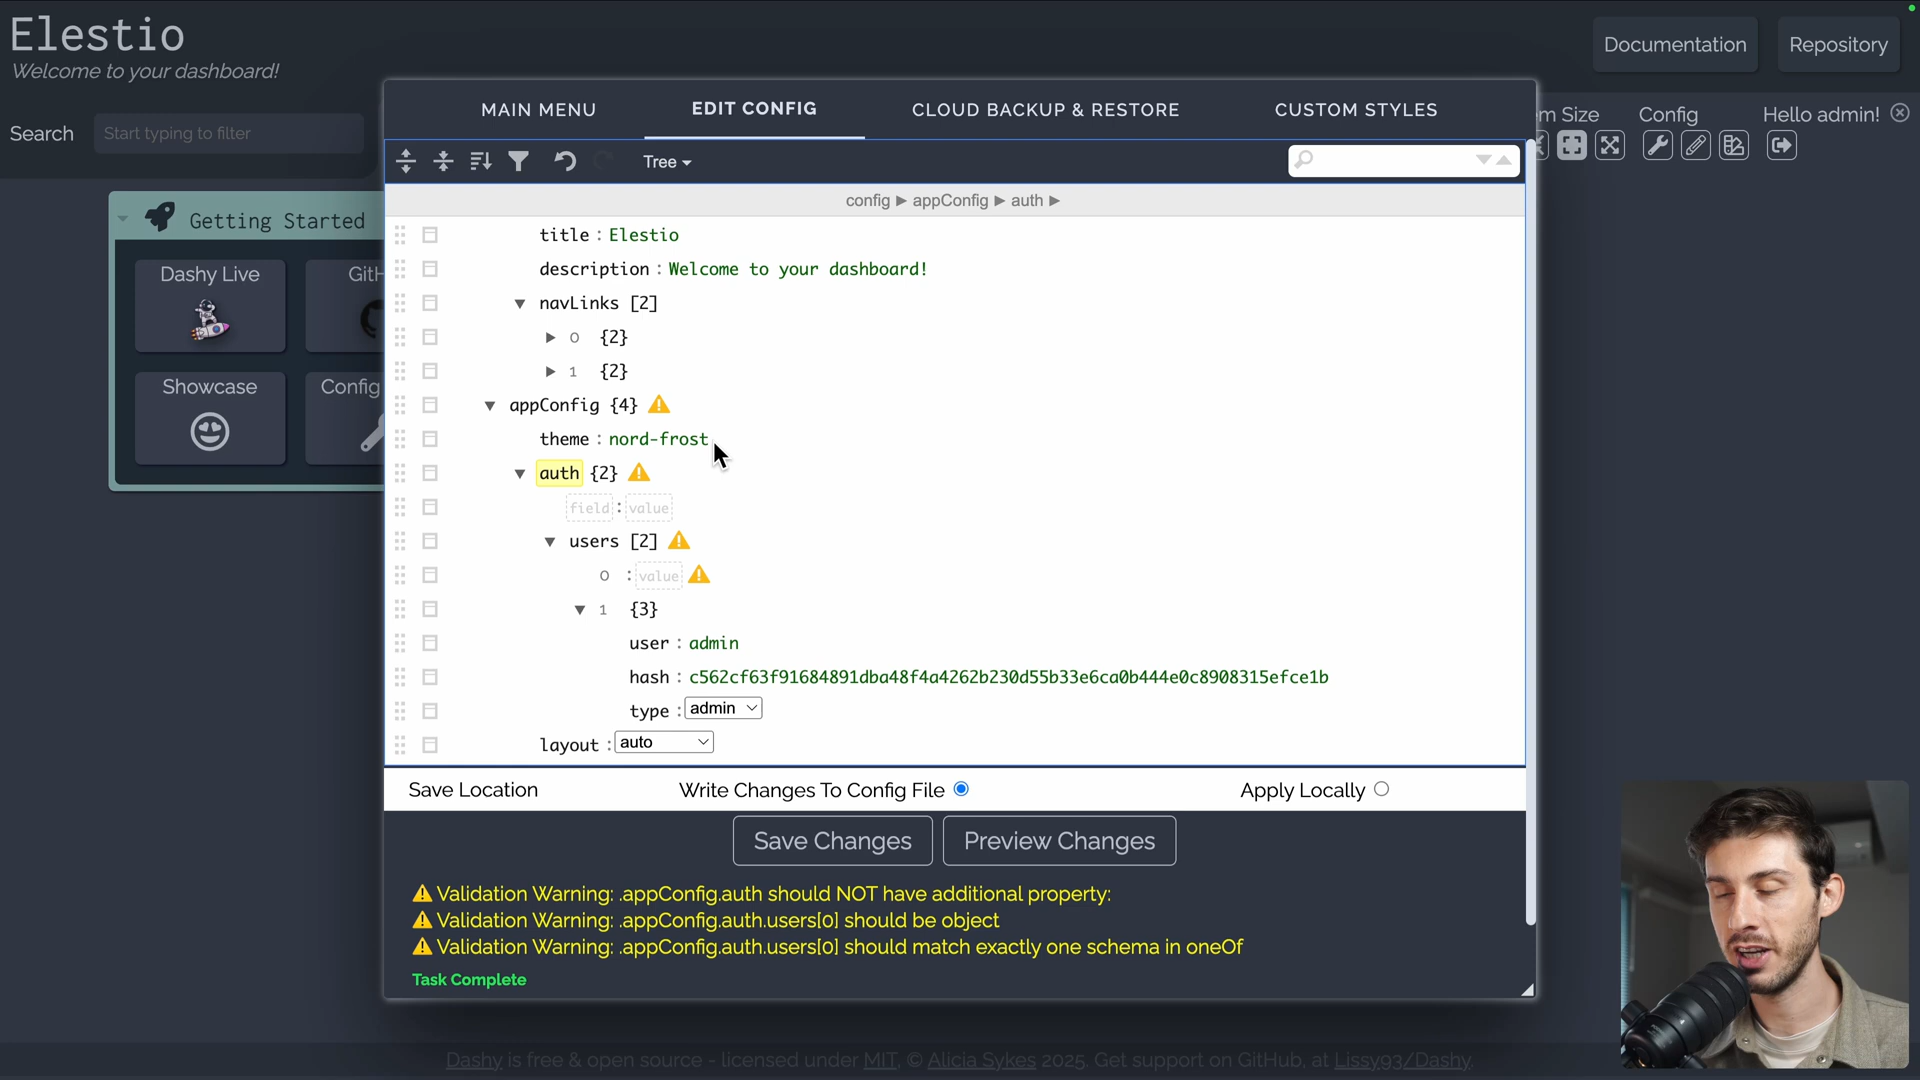 Elestio
Welcome to your dashboard!
Documentation
Repository
Search
Start typing to filter
m Size
Config
Hello admin!
MAIN MENU
EDIT CONFIG
CLOUD BACKUP & RESTORE
CUSTOM STYLES
Tree
config ► appConfig ► auth ►
Getting Started
Dashy Live
GitH
Showcase
Config
title : Elestio
description : Welcome to your dashboard!
navLinks [2]
0 {2}
1 {2}
appConfig {4}
theme : nord-frost
auth {2}
field : value
users [2]
0 : value
1 {3}
user : admin
hash : c562cf63f91684891dba48f4a4262b230d55b33e6ca0b444e0c8908315efce1b
type : admin
layout : auto
Save Location
Write Changes To Config File
Apply Locally
Save Changes
Preview Changes
Validation Warning: .appConfig.auth should NOT have additional property:
Validation Warning: .appConfig.auth.users[0] should be object
Validation Warning: .appConfig.auth.users[0] should match exactly one schema in oneOf
Task Complete
Dashy is free & open source - licensed under MIT, © Alicia Sykes 2025. Get support on GitHub, at Lissy93/Dashy.